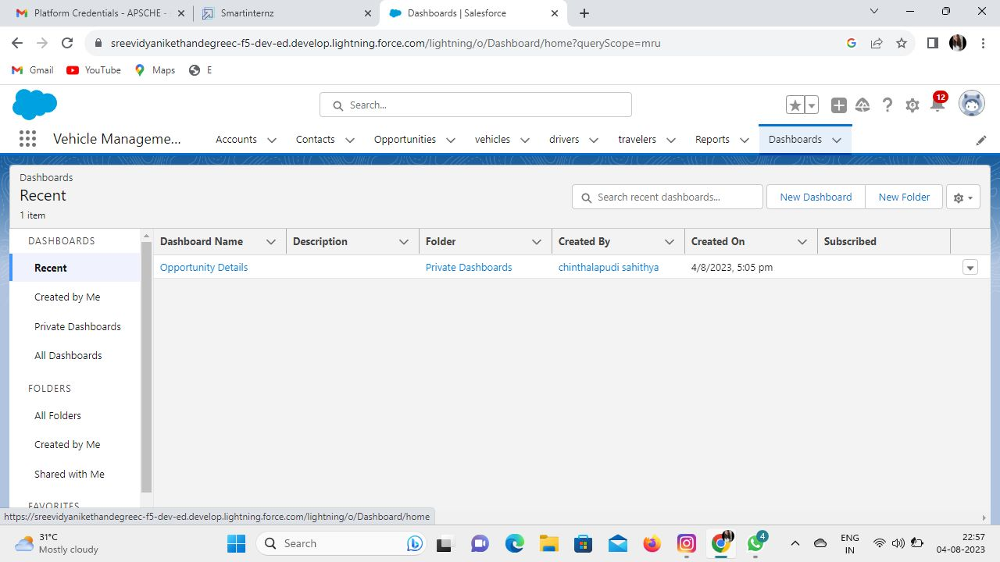 Platform Credentials - APSCHE -
Smartinternz
Dashboards | Salesforce
sreevidyanikethandegreec-f5-dev-ed.develop.lightning.force.com/lightning/o/Dashboard/home?queryScope=mru
Gmail YouTube Maps E
Search...
12
Vehicle Manageme... Accounts Contacts Opportunities vehicles drivers travelers Reports Dashboards
Dashboards
Recent
1 item
Search recent dashboards...
New Dashboard
New Folder
DASHBOARDS
Recent
Created by Me
Private Dashboards
All Dashboards
FOLDERS
All Folders
Created by Me
Shared with Me
FAVORITES
Dashboard Name Description Folder Created By Created On Subscribed
Opportunity Details Private Dashboards chinthalapudi sahithya 4/8/2023, 5:05 pm
https://sreevidyanikethandegreec-f5-dev-ed.develop.lightning.force.com/lightning/o/Dashboard/home
31°C
Mostly cloudy
Search
4
ENG
IN
22:57
04-08-2023